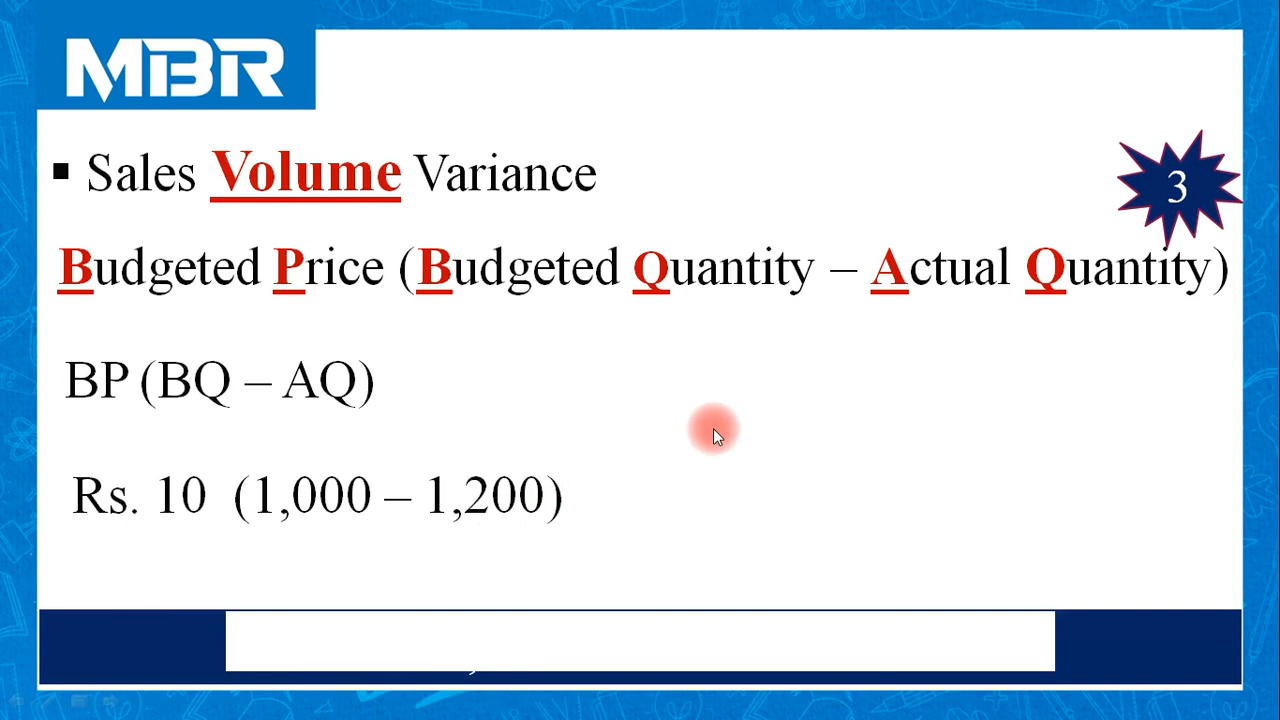 MBR
▪ Sales Volume Variance
3
Budgeted Price (Budgeted Quantity – Actual Quantity)
BP (BQ – AQ)
Rs. 10 (1,000 – 1,200)